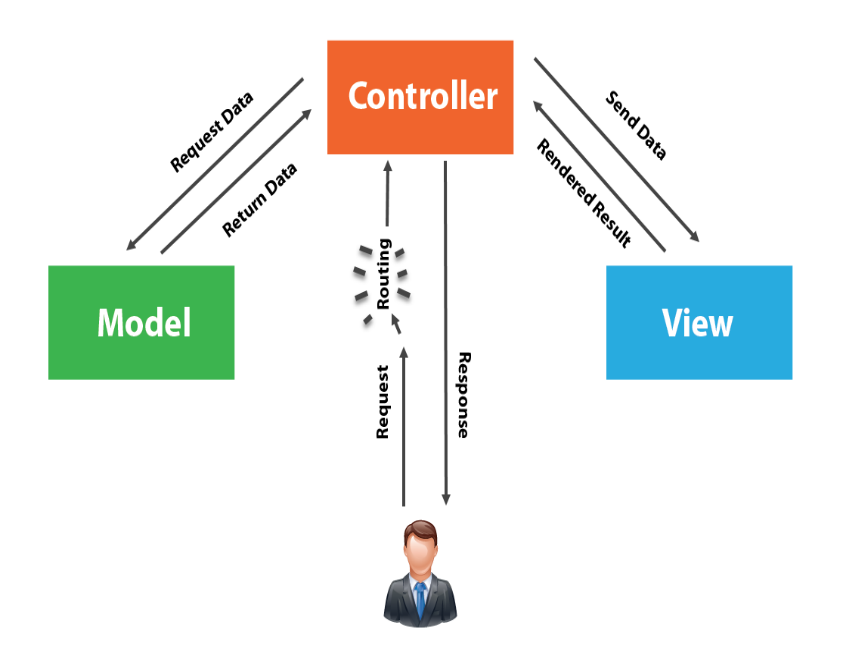 Controller
Request Data
Return Data
Send Data
Rendered Result
Routing
Model
View
Request
Response